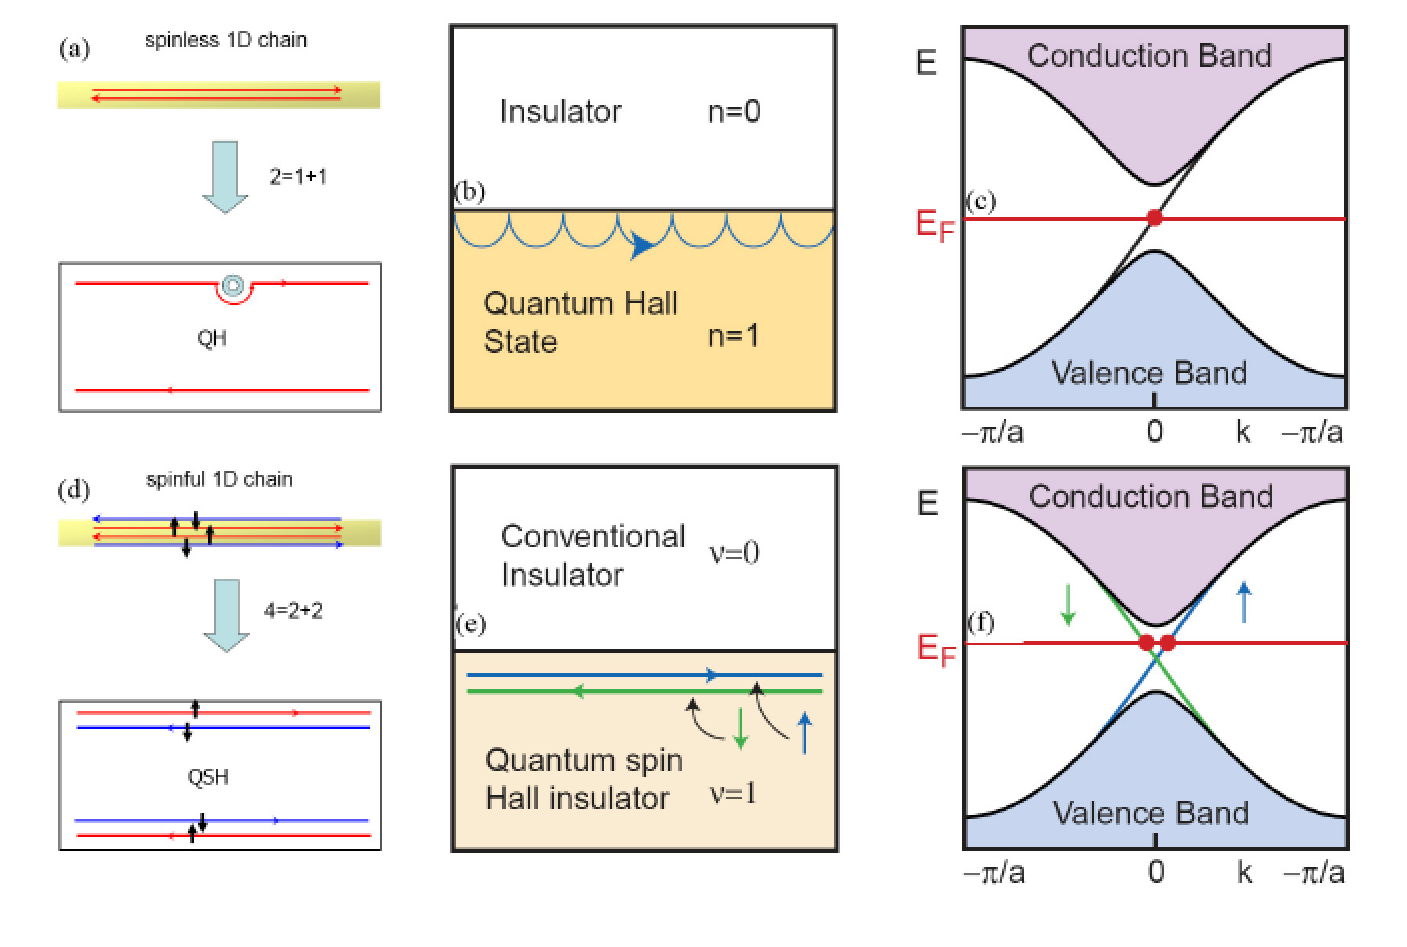 (a)
spinless 1D chain
2=1+1
QH
Insulator n=0
(b)
Quantum Hall
State
n=1
E
Conduction Band
(c)
EF
Valence Band
−π/a 0 k −π/a
(d)
spinful 1D chain
4=2+2
QSH
Conventional
Insulator
ν=0
(e)
Quantum spin
Hall insulator
ν=1
E
Conduction Band
(f)
EF
Valence Band
−π/a 0 k −π/a